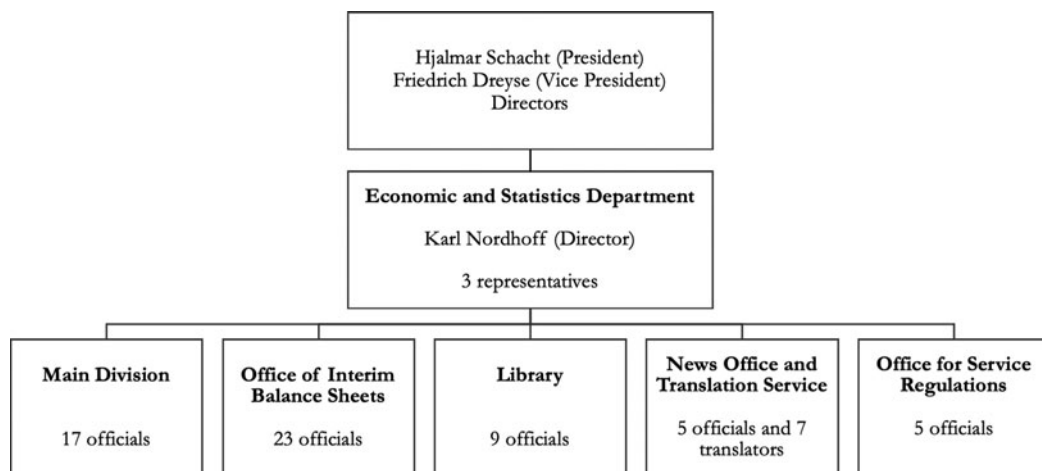 Hjalmar Schacht (President)
Friedrich Dreyse (Vice President)
Directors
Economic and Statistics Department
Karl Nordhoff (Director)
3 representatives
Main Division
17 officials
Office of Interim
Balance Sheets
23 officials
Library
9 officials
News Office and
Translation Service
5 officials and 7
translators
Office for Service
Regulations
5 officials